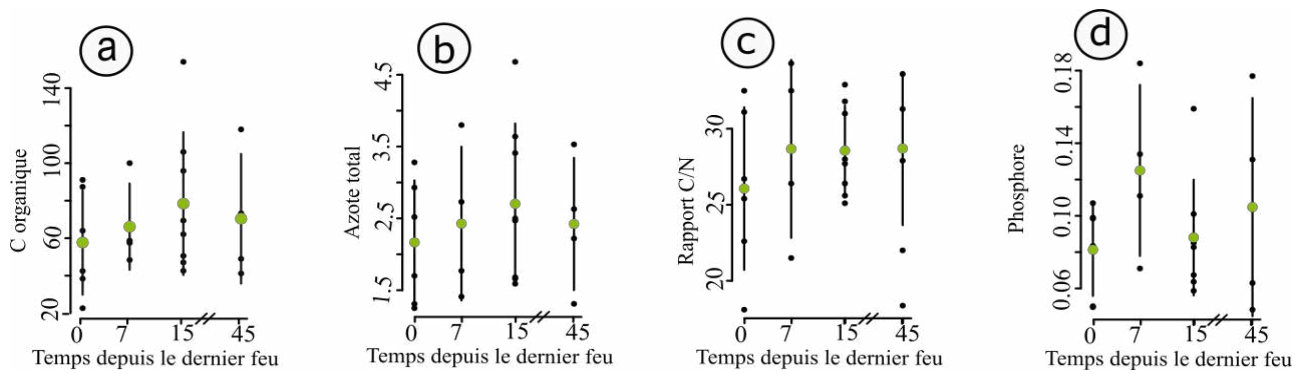 a
C organique
140
100
60
20
0 7 15 45
Temps depuis le dernier feu
b
Azote total
4.5
3.5
2.5
1.5
0 7 15 45
Temps depuis le dernier feu
c
Rapport C/N
30
25
20
0 7 15 45
Temps depuis le dernier feu
d
Phosphore
0.18
0.14
0.10
0.06
0 7 15 45
Temps depuis le dernier feu